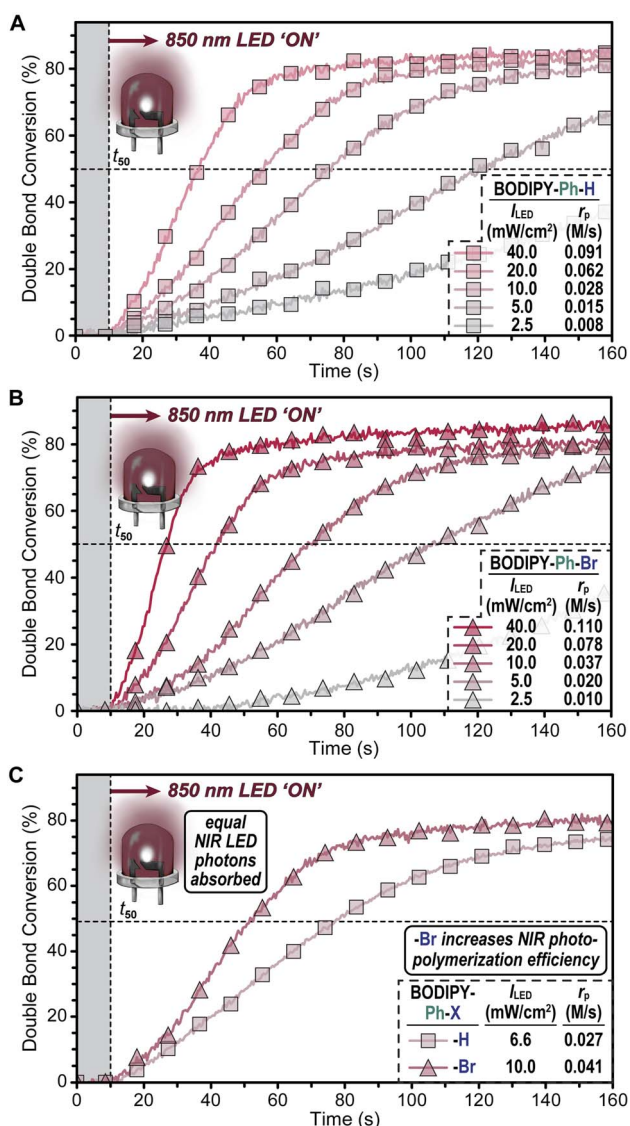 A
850 nm LED ‘ON’
Double Bond Conversion (%)
80
60
40
20
0
t50
BODIPY-Ph-H
ILED (mW/cm²) rp (M/s)
40.0 0.091
20.0 0.062
10.0 0.028
5.0 0.015
2.5 0.008
0 20 40 60 80 100 120 140 160
Time (s)
B
850 nm LED ‘ON’
Double Bond Conversion (%)
80
60
40
20
0
t50
BODIPY-Ph-Br
ILED (mW/cm²) rp (M/s)
40.0 0.110
20.0 0.078
10.0 0.037
5.0 0.020
2.5 0.010
0 20 40 60 80 100 120 140 160
Time (s)
C
850 nm LED ‘ON’
equal
NIR LED
photons
absorbed
Double Bond Conversion (%)
80
60
40
20
0
t50
-Br increases NIR photo-
polymerization efficiency
BODIPY-Ph-X ILED (mW/cm²) rp (M/s)
-H 6.6 0.027
-Br 10.0 0.041
0 20 40 60 80 100 120 140 160
Time (s)